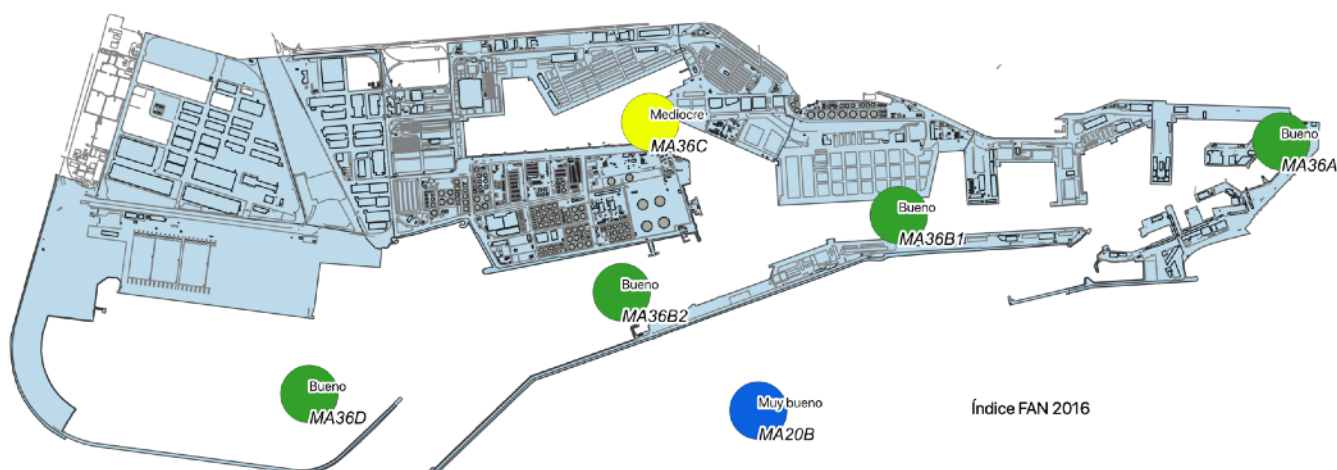 Mediocre
MA36C
Bueno
MA36A
Bueno
MA36B1
Bueno
MA36B2
Bueno
MA36D
Muy bueno
MA20B
Índice FAN 2016